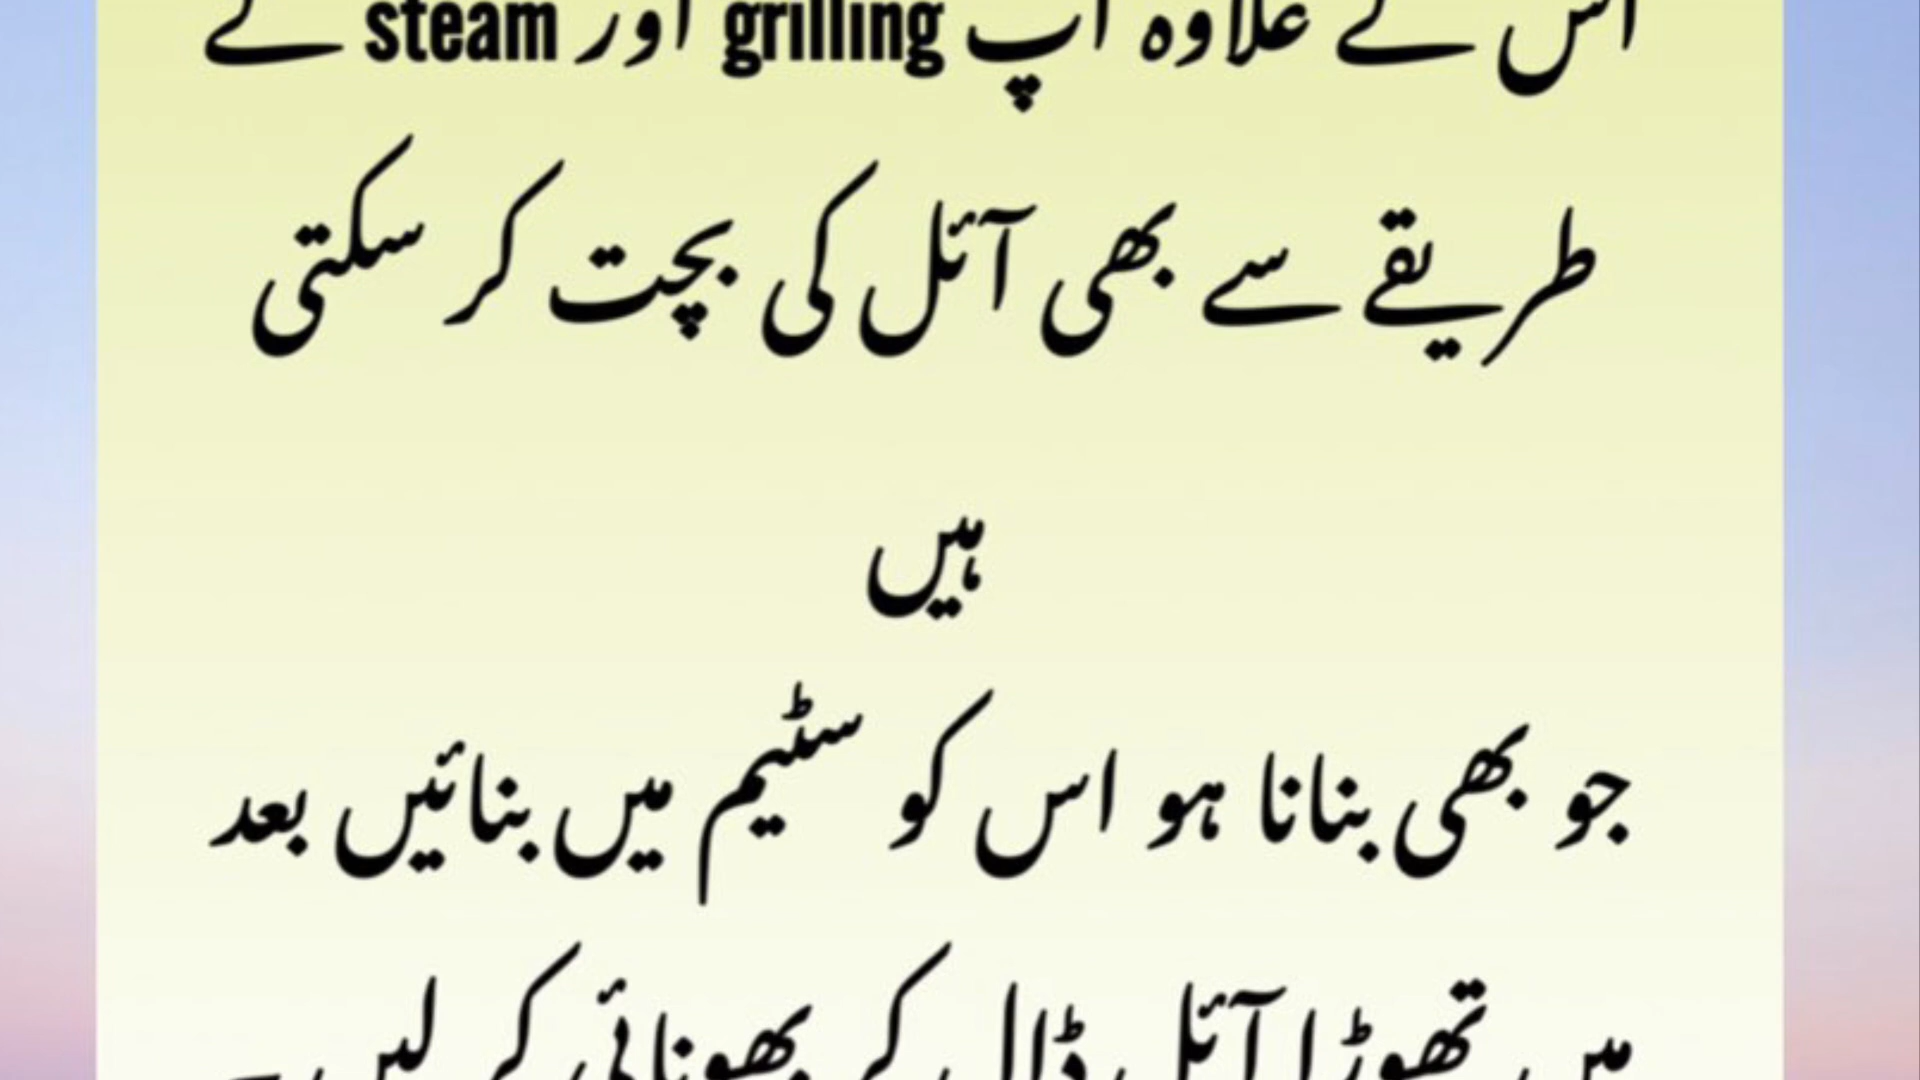 اس کے علاوہ آپ grilling اور steam کے
طریقے سے بھی آئل کی بچت کر سکتی
ہیں
جو بھی بنانا ہو اس کو سٹیم میں بنائیں بعد
میں تھوڑا آئل ڈال کر بھونائی کر لیں